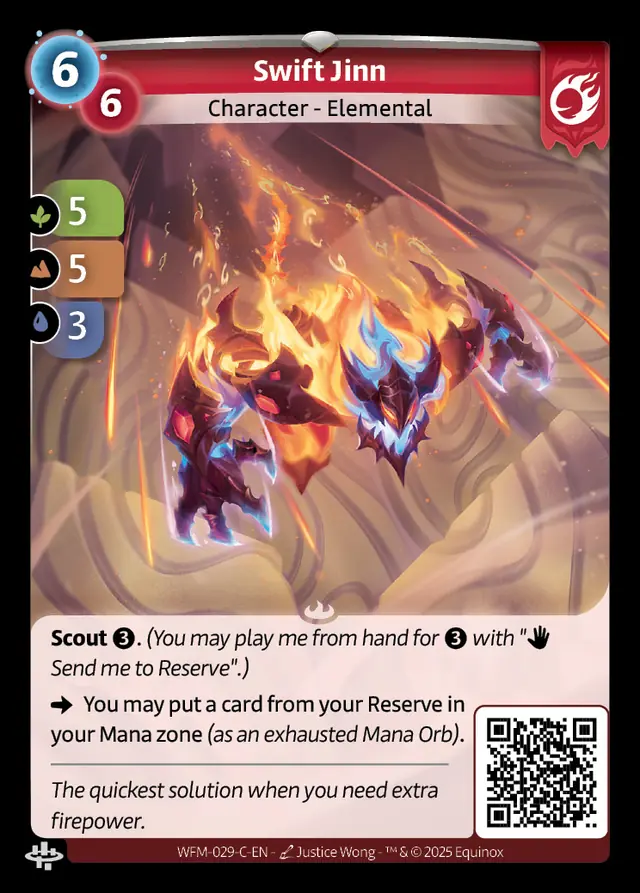 6
Swift Jinn
6
Character - Elemental
5
5
3
Scout 3. (You may play me from hand for 3 with "
Send me to Reserve".)
You may put a card from your Reserve in
your Mana zone (as an exhausted Mana Orb).
The quickest solution when you need extra
firepower.
WFM-029-C-EN - Justice Wong - ™ & © 2025 Equinox